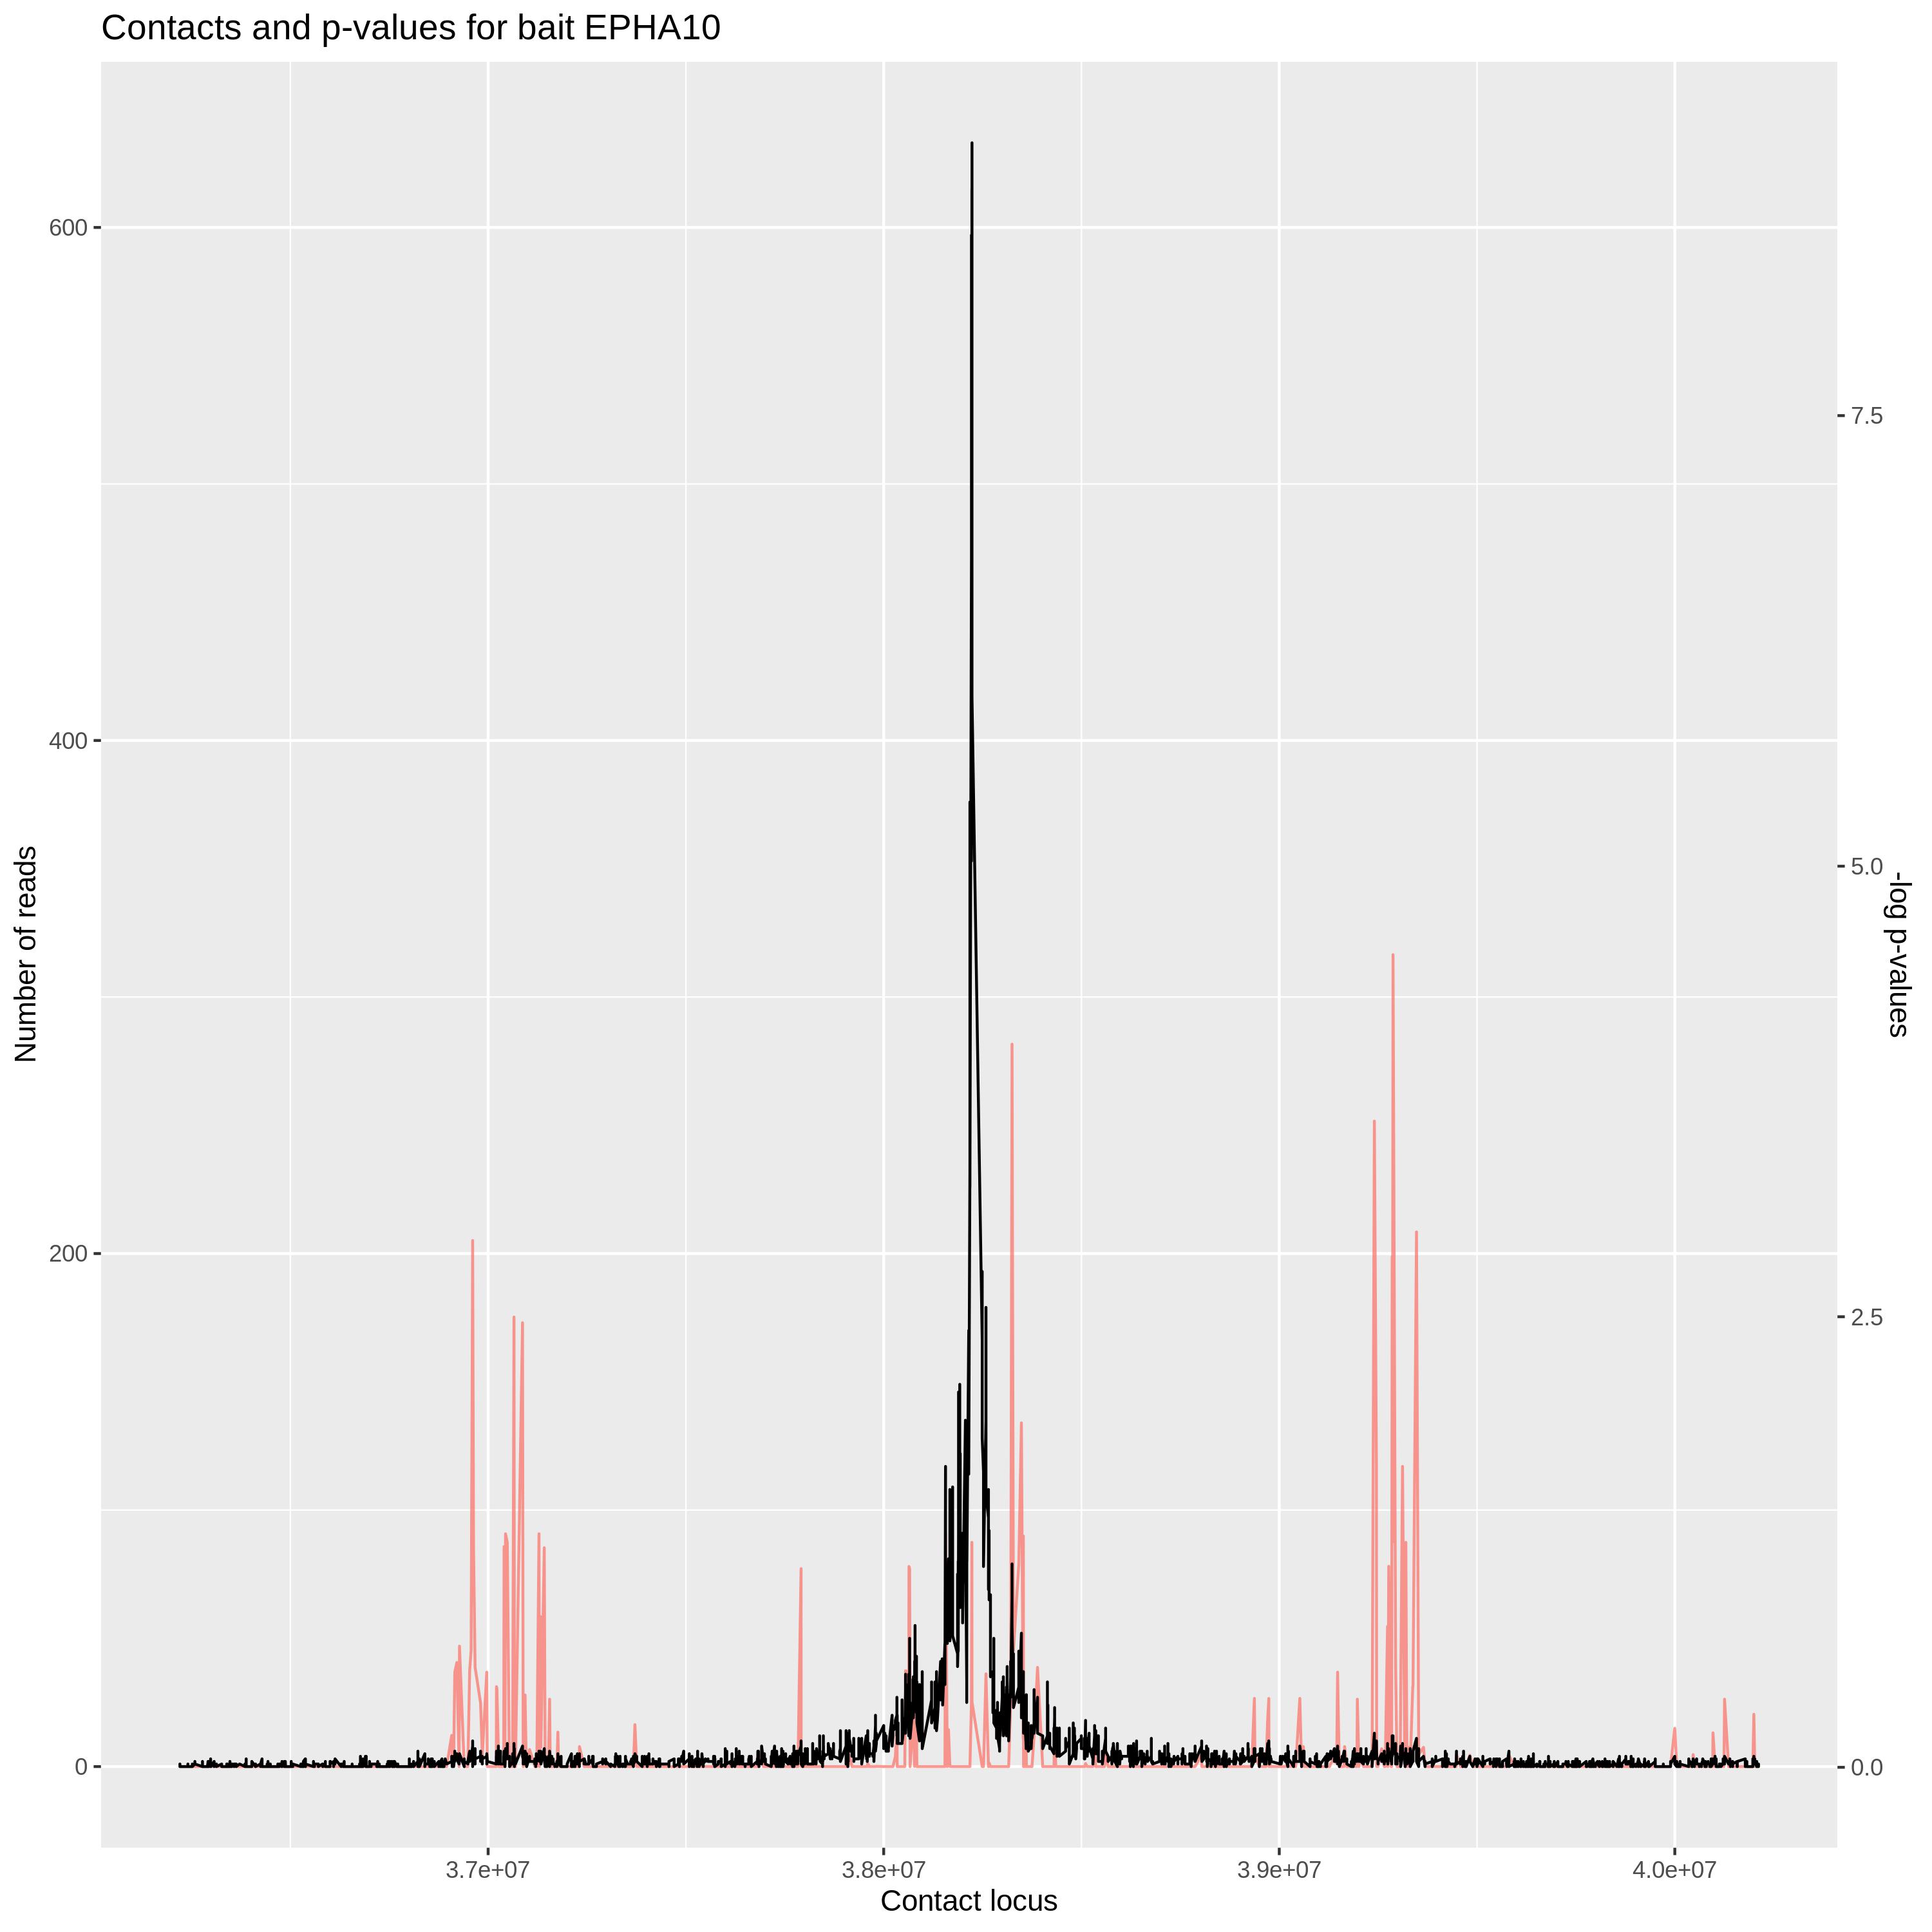 Contacts and p-values for bait EPHA10
600
400
200
0
Number of reads
7.5
5.0
2.5
0.0
-log p-values
3.7e+07
3.8e+07
3.9e+07
4.0e+07
Contact locus